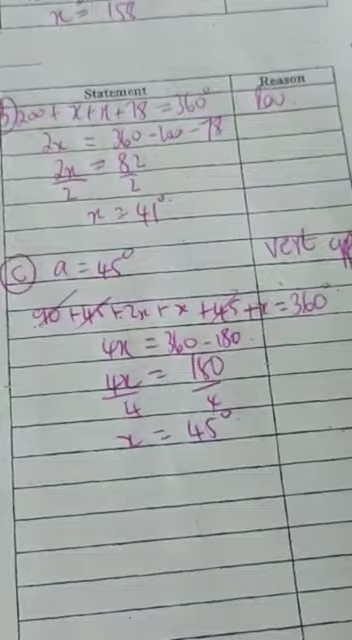 x = 158
Statement Reason
b) 200 + x + x + 78 = 360°
2x = 360 - 200 - 78
2x = 82
2 2
x = 41°
c) a = 45° vert opp
90 + 45 + 2x + x + 45 + x = 360°
4x = 360 - 180
4x = 180
4 4
x = 45°